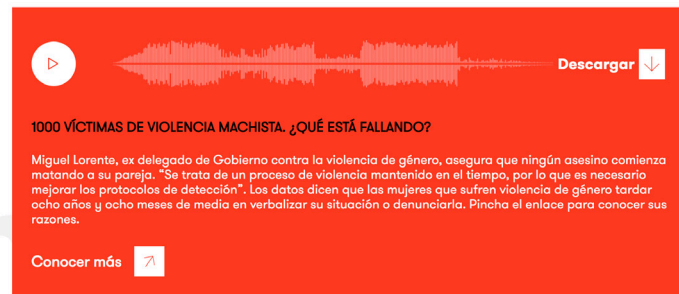 Descargar
1000 VÍCTIMAS DE VIOLENCIA MACHISTA. ¿QUÉ ESTÁ FALLANDO?
Miguel Lorente, ex delegado de Gobierno contra la violencia de género, asegura que ningún asesino comienza
matando a su pareja. “Se trata de un proceso de violencia mantenido en el tiempo, por lo que es necesario
mejorar los protocolos de detección”. Los datos dicen que las mujeres que sufren violencia de género tardar
ocho años y ocho meses de media en verbalizar su situación o denunciarla. Pincha el enlace para conocer sus
razones.
Conocer más